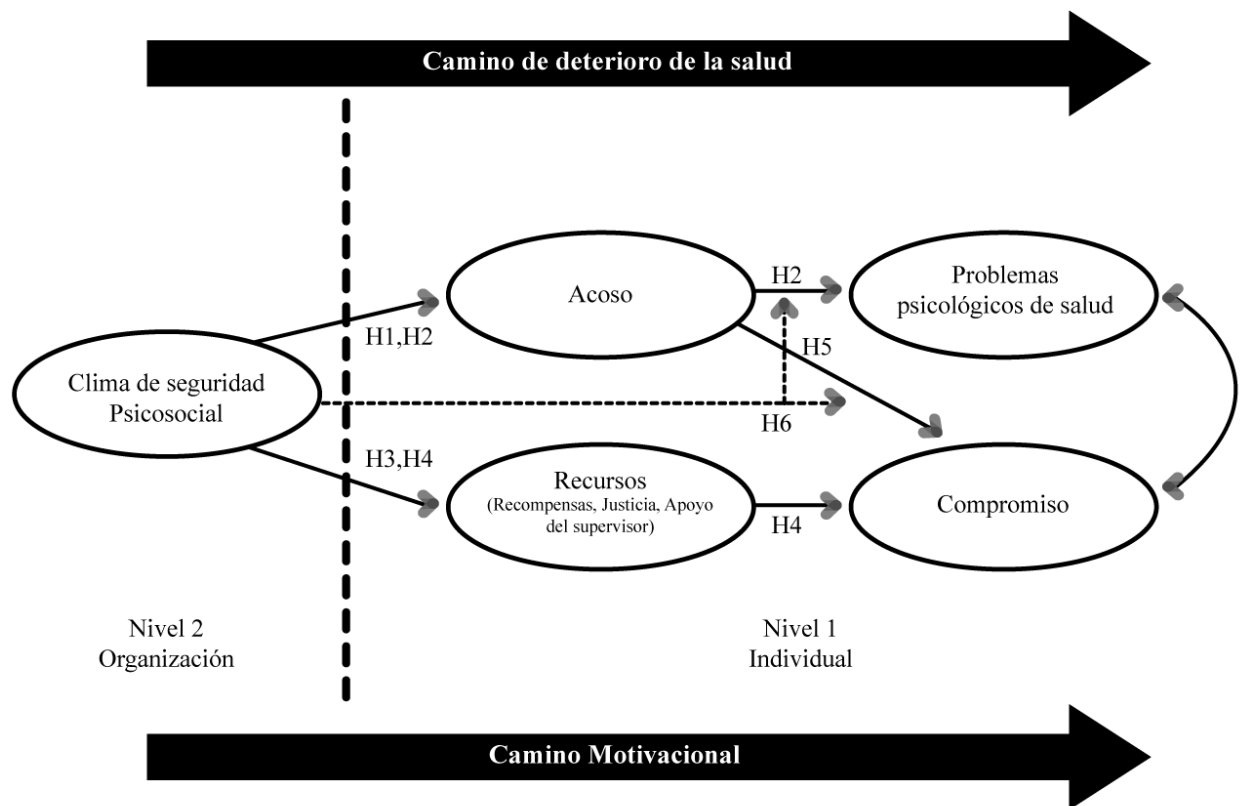 Camino de deterioro de la salud
Acoso
H2
Problemas
psicológicos de salud
H1,H2
H5
Clima de seguridad
Psicosocial
H6
H3,H4
Recursos
(Recompensas, Justicia, Apoyo
del supervisor)
H4
Compromiso
Nivel 2
Organización
Nivel 1
Individual
Camino Motivacional